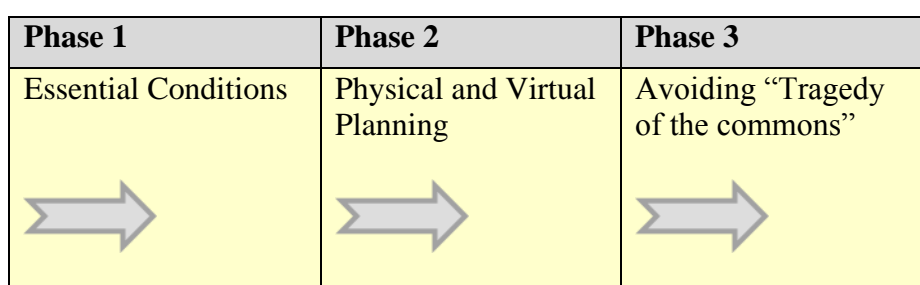 Phase 1
Phase 2
Phase 3
Essential Conditions
Physical and Virtual
Planning
Avoiding “Tragedy
of the commons”